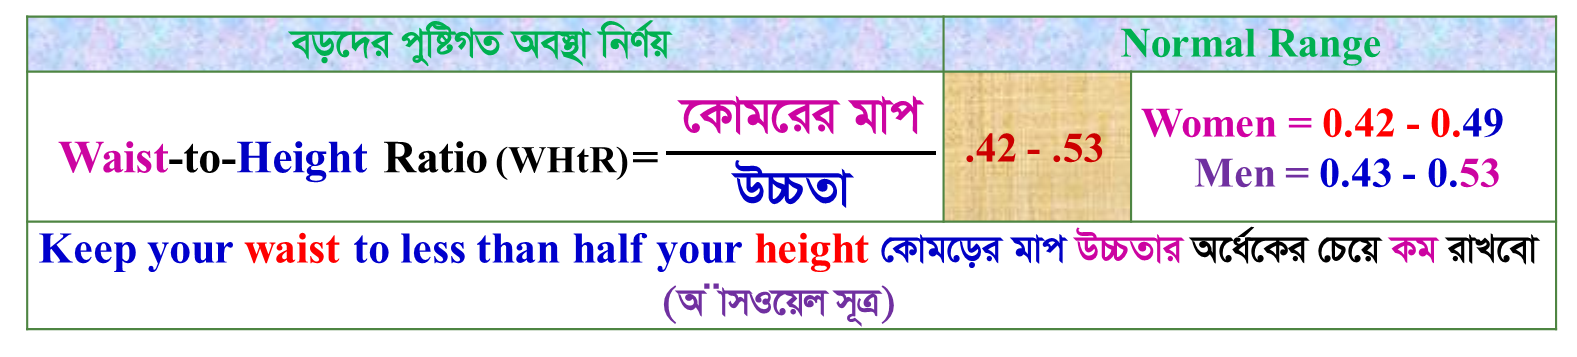 বড়দের পুষ্টিগত অবস্থা নির্ণয়
Normal Range
Waist-to-Height Ratio (WHtR) =
কোমরের মাপ
উচ্চতা
.42 - .53
Women = 0.42 - 0.49
Men = 0.43 - 0.53
Keep your waist to less than half your height কোমড়ের মাপ উচ্চতার অর্ধেকের চেয়ে কম রাখবো
(অ্যাসওয়েল সূত্র)